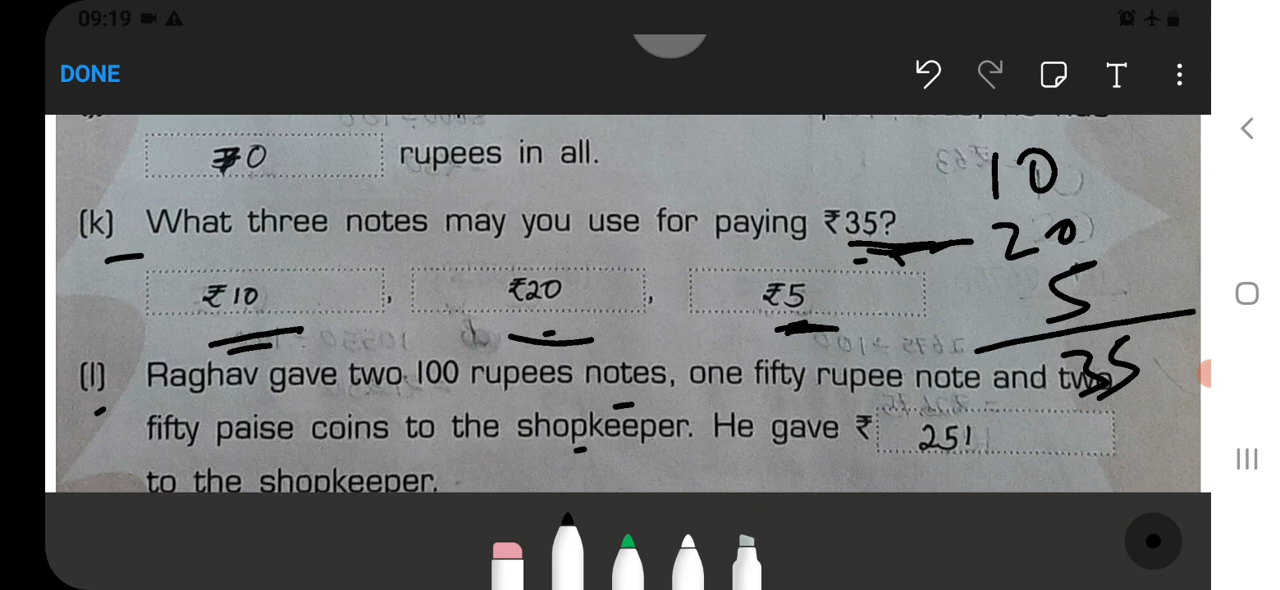 09:19
DONE
T
70 rupees in all.
(k) What three notes may you use for paying ₹35?
₹10, ₹20, ₹5
10
20
5
35
(l) Raghav gave two 100 rupees notes, one fifty rupee note and two
fifty paise coins to the shopkeeper. He gave ₹ 251
to the shopkeeper.